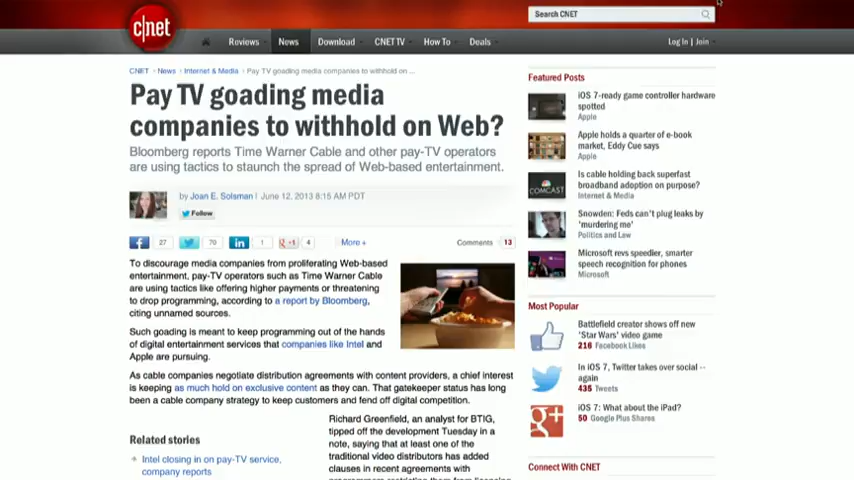 c|net
Search CNET
Reviews News Download CNET TV How To Deals
Log In | Join
CNET News Internet & Media Pay TV goading media companies to withhold on ...
Pay TV goading media
companies to withhold on Web?
Bloomberg reports Time Warner Cable and other pay-TV operators
are using tactics to staunch the spread of Web-based entertainment.
by Joan E. Solsman | June 12, 2013 8:15 AM PDT
Follow
27 70 in 1 g +1 4 More + Comments 13
To discourage media companies from proliferating Web-based
entertainment, pay-TV operators such as Time Warner Cable
are using tactics like offering higher payments or threatening
to drop programming, according to a report by Bloomberg,
citing unnamed sources.
Such goading is meant to keep programming out of the hands
of digital entertainment services that companies like Intel and
Apple are pursuing.
As cable companies negotiate distribution agreements with content providers, a chief interest
is keeping as much hold on exclusive content as they can. That gatekeeper status has long
been a cable company strategy to keep customers and fend off digital competition.
Richard Greenfield, an analyst for BTIG,
tipped off the development Tuesday in a
note, saying that at least one of the
traditional video distributors has added
clauses in recent agreements with
programmers restricting them from licensing
Related stories
Intel closing in on pay-TV service,
company reports
Featured Posts
iOS 7-ready game controller hardware
spotted
Apple
Apple holds a quarter of e-book
market, Eddy Cue says
Apple
COMCAST
Is cable holding back superfast
broadband adoption on purpose?
Internet & Media
Snowden: Feds can't plug leaks by
'murdering me'
Politics and Law
Microsoft revs speedier, smarter
speech recognition for phones
Microsoft
Most Popular
Battlefield creator shows off new
'Star Wars' video game
216 Facebook Likes
In iOS 7, Twitter takes over social --
again
435 Tweets
g+
iOS 7: What about the iPad?
50 Google Plus Shares
Connect With CNET